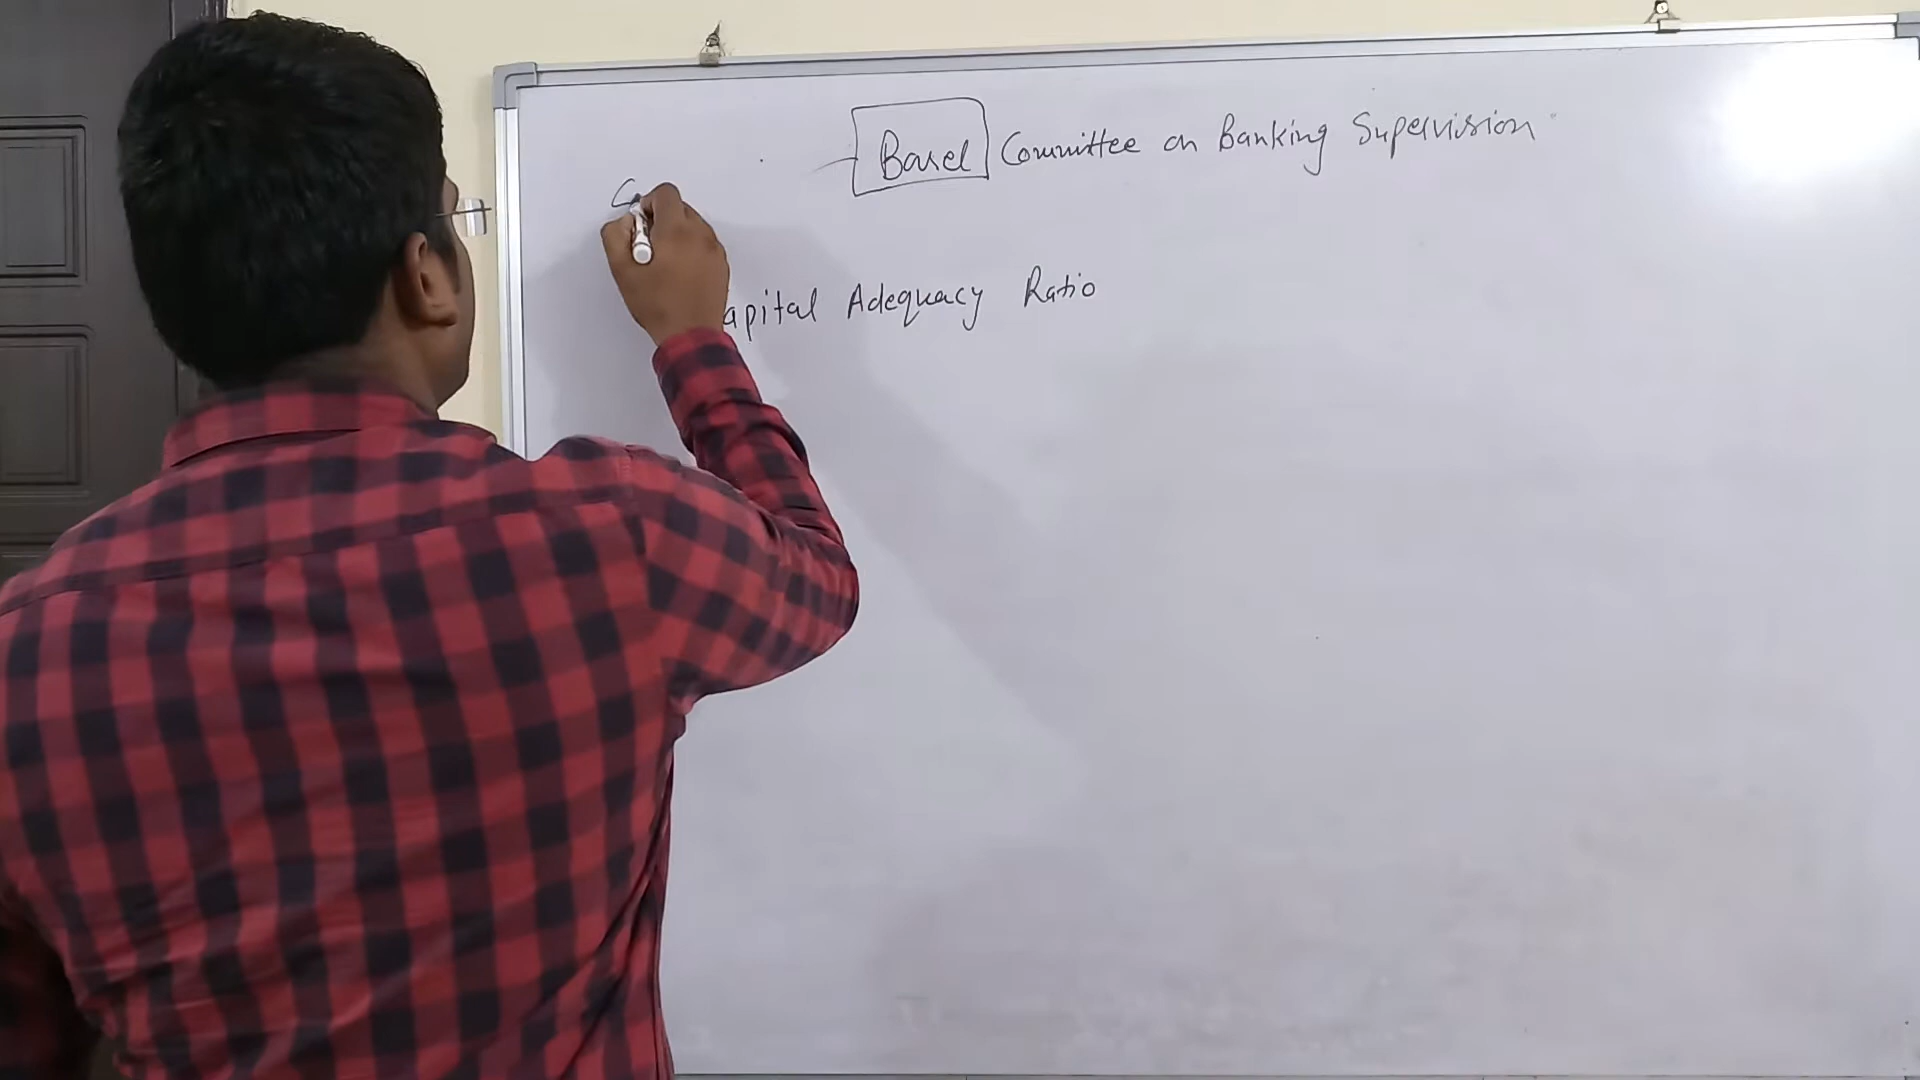 Basel Committee on Banking Supervision
C
apital Adequacy Ratio